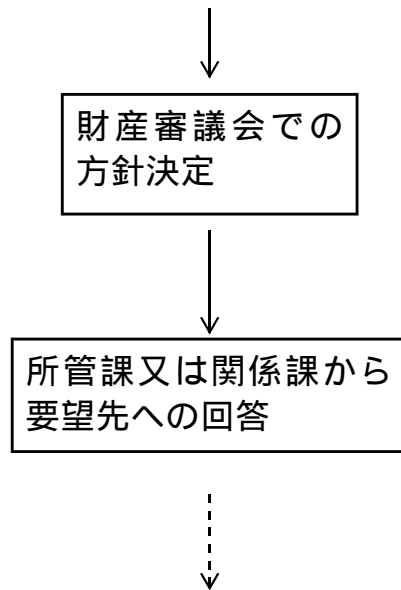 財産審議会での
方針決定
所管課又は関係課から
要望先への回答